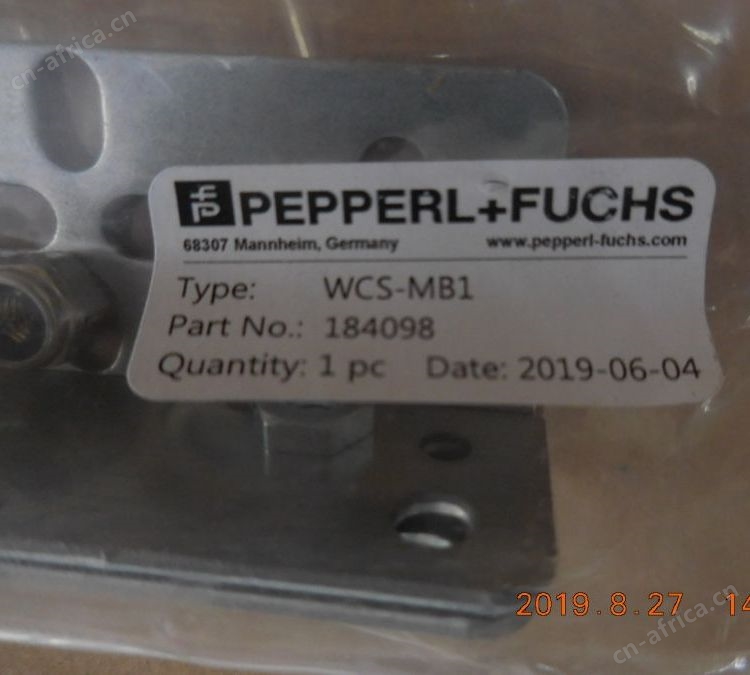 cn-africa.cn
PEPPERL+FUCHS
68307 Mannheim, Germany www.pepperl-fuchs.com
Type: WCS-MB1
Part No.: 184098
Quantity: 1 pc Date: 2019-06-04
2019.8.27 14
cn-africa.cn